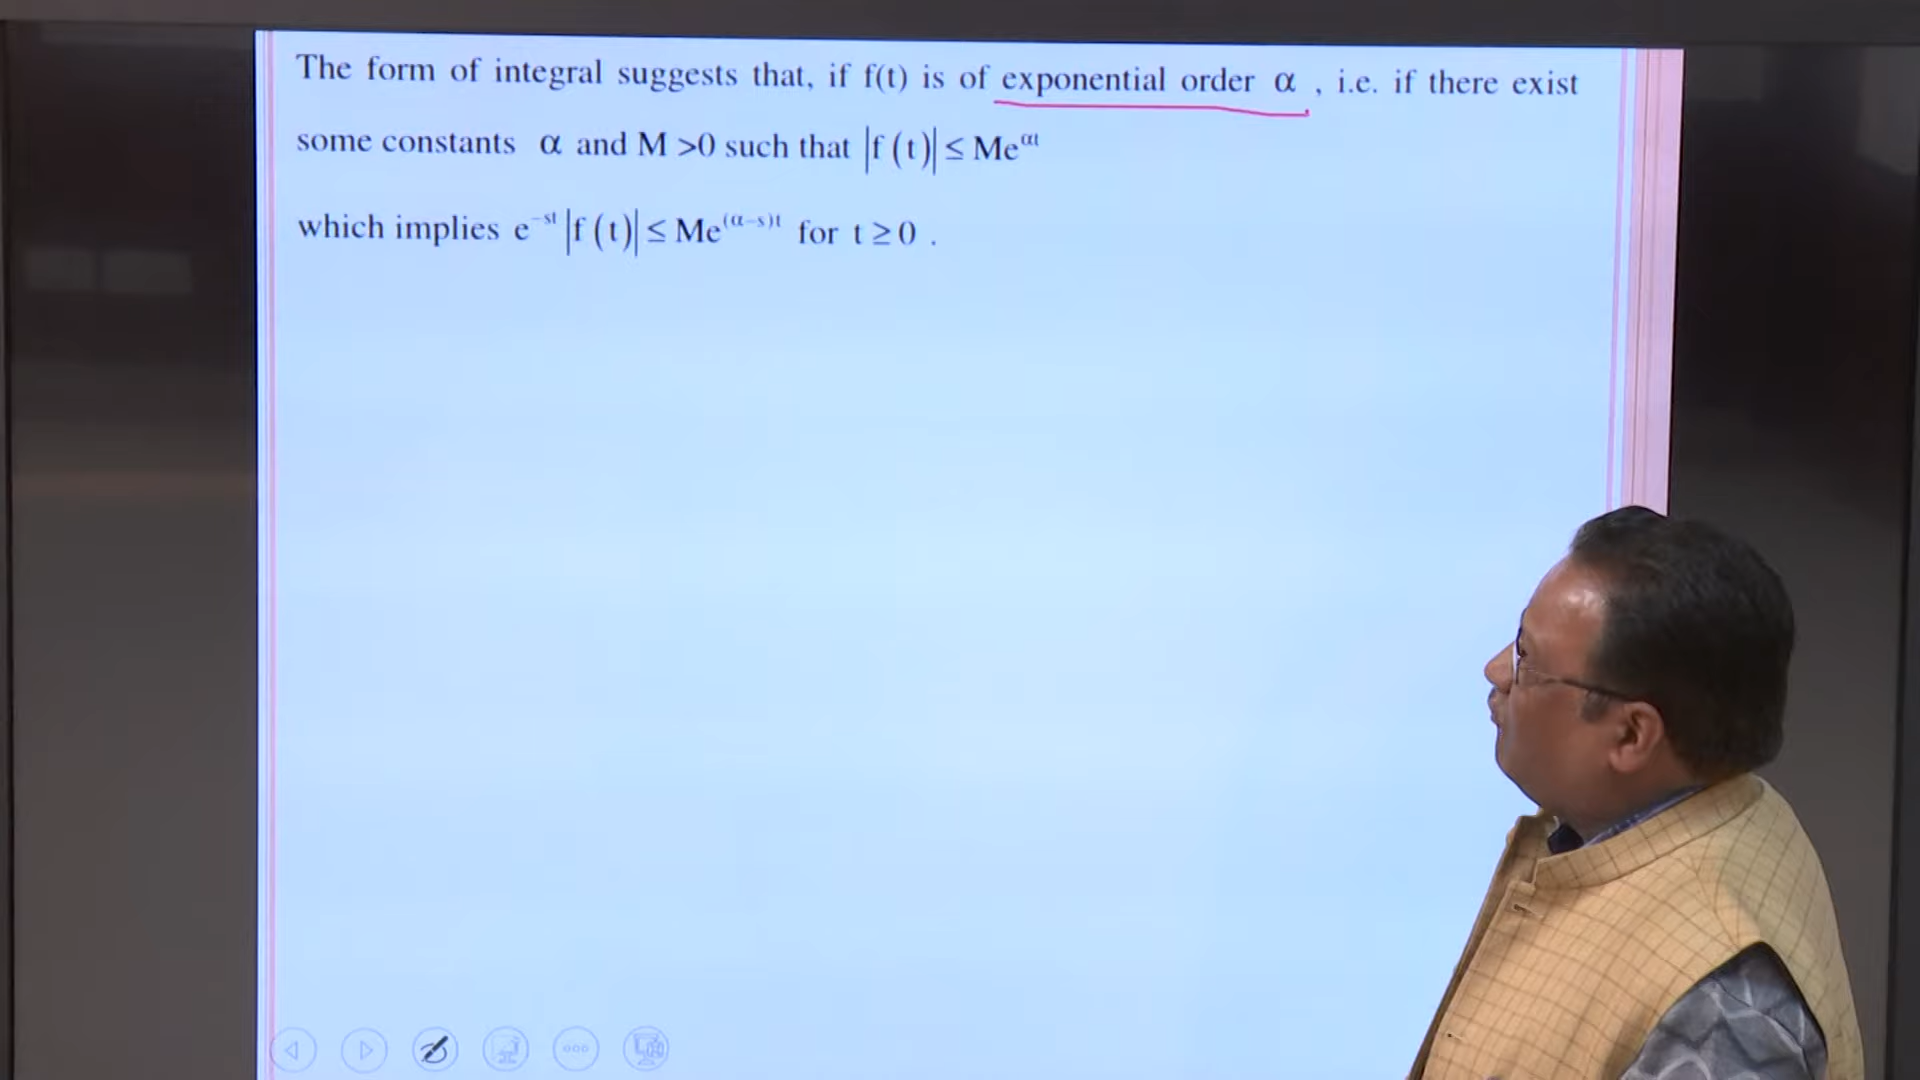 The form of integral suggests that, if f(t) is of exponential order α , i.e. if there exist
some constants α and M >0 such that |f (t)| ≤ Me^{αt}
which implies e^{-st} |f (t)| ≤ Me^{(α-s)t} for t ≥ 0 .